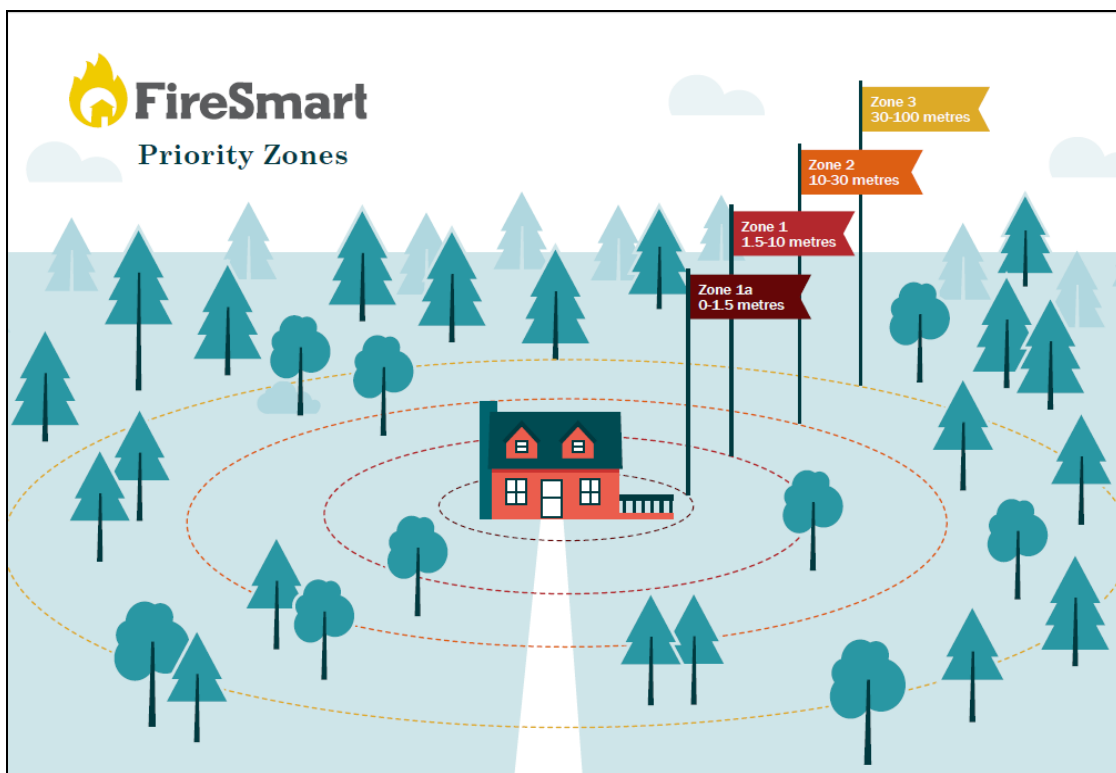 FireSmart
Priority Zones
Zone 3
30-100 metres
Zone 2
10-30 metres
Zone 1
1.5-10 metres
Zone 1a
0-1.5 metres